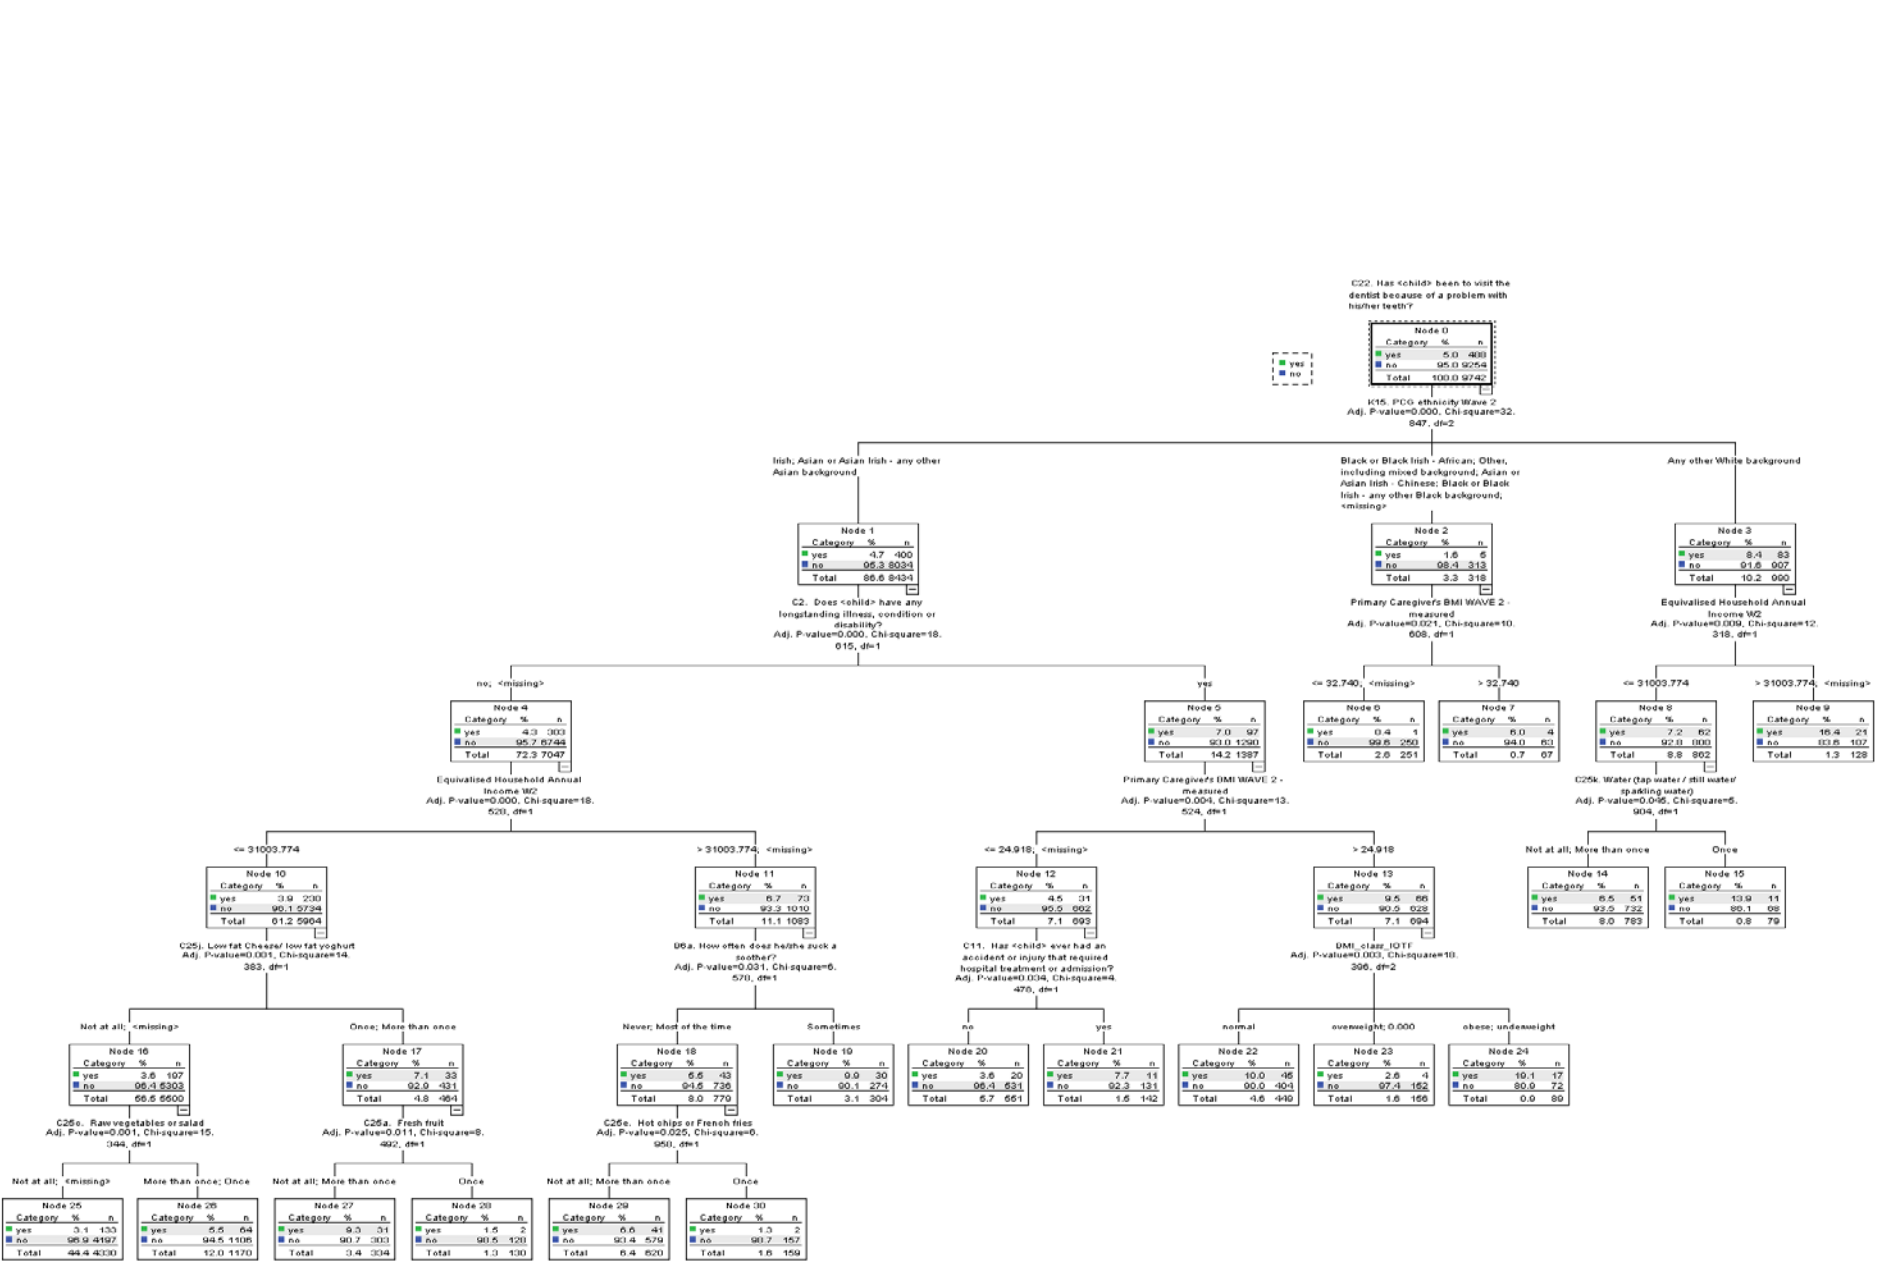 C22. Has <child> been to visit the
dentist because of a problem with
his/her teeth?
Node 0
Category % n
yes 5.0 488
no 95.0 9254
Total 100.0 9742
yes
no
K15. PCG ethnicity Wave 2
Adj. P-value=0.000, Chi-square=32.
847, df=2
Irish; Asian or Asian Irish - any other
Asian background
Black or Black Irish - African; Other,
including mixed background; Asian or
Asian Irish - Chinese; Black or Black
Irish - any other Black background;
<missing>
Any other White background
Node 1
Category % n
yes 4.7 400
no 95.3 8034
Total 86.6 8434
Node 2
Category % n
yes 1.6 5
no 98.4 313
Total 3.3 318
Node 3
Category % n
yes 8.4 83
no 91.6 907
Total 10.2 990
C2. Does <child> have any
longstanding illness, condition or
disability?
Adj. P-value=0.000, Chi-square=18.
615, df=1
Primary Caregiver's BMI WAVE 2 -
measured
Adj. P-value=0.021, Chi-square=10.
608, df=1
Equivalised Household Annual
Income W2
Adj. P-value=0.009, Chi-square=12.
318, df=1
no; <missing>
yes
<= 32.740; <missing>
> 32.740
<= 31003.774
> 31003.774; <missing>
Node 4
Category % n
yes 4.3 303
no 95.7 6744
Total 72.3 7047
Node 5
Category % n
yes 7.0 97
no 93.0 1290
Total 14.2 1387
Node 6
Category % n
yes 0.4 1
no 99.6 250
Total 2.6 251
Node 7
Category % n
yes 6.0 4
no 94.0 63
Total 0.7 67
Node 8
Category % n
yes 7.2 62
no 92.8 800
Total 8.8 862
Node 9
Category % n
yes 16.4 21
no 83.6 107
Total 1.3 128
Equivalised Household Annual
Income W2
Adj. P-value=0.000, Chi-square=18.
528, df=1
Primary Caregiver's BMI WAVE 2 -
measured
Adj. P-value=0.004, Chi-square=13.
524, df=1
C25k. Water (tap water / still water/
sparkling water)
Adj. P-value=0.045, Chi-square=5.
904, df=1
<= 31003.774
> 31003.774; <missing>
<= 24.918; <missing>
> 24.918
Not at all; More than once
Once
Node 10
Category % n
yes 3.9 230
no 96.1 5734
Total 61.2 5964
Node 11
Category % n
yes 6.7 73
no 93.3 1010
Total 11.1 1083
Node 12
Category % n
yes 4.5 31
no 95.5 662
Total 7.1 693
Node 13
Category % n
yes 9.5 66
no 90.5 628
Total 7.1 694
Node 14
Category % n
yes 6.5 51
no 93.5 732
Total 8.0 783
Node 15
Category % n
yes 13.9 11
no 86.1 68
Total 0.8 79
C25j. Low fat Cheese/ low fat yoghurt
Adj. P-value=0.001, Chi-square=14.
383, df=1
B6a. How often does he/she suck a
soother?
Adj. P-value=0.031, Chi-square=6.
578, df=1
C11. Has <child> ever had an
accident or injury that required
hospital treatment or admission?
Adj. P-value=0.034, Chi-square=4.
478, df=1
BMI_class_IOTF
Adj. P-value=0.003, Chi-square=18.
386, df=2
Not at all; <missing>
Once; More than once
Never; Most of the time
Sometimes
no
yes
normal
overweight; 0.000
obese; underweight
Node 16
Category % n
yes 3.6 197
no 96.4 5303
Total 56.5 5500
Node 17
Category % n
yes 7.1 33
no 92.9 431
Total 4.8 464
Node 18
Category % n
yes 5.5 43
no 94.5 736
Total 8.0 779
Node 19
Category % n
yes 9.9 30
no 90.1 274
Total 3.1 304
Node 20
Category % n
yes 3.6 20
no 96.4 531
Total 5.7 551
Node 21
Category % n
yes 7.7 11
no 92.3 131
Total 1.5 142
Node 22
Category % n
yes 10.0 45
no 90.0 404
Total 4.6 449
Node 23
Category % n
yes 2.6 4
no 97.4 152
Total 1.6 156
Node 24
Category % n
yes 19.1 17
no 80.9 72
Total 0.9 89
C25c. Raw vegetables or salad
Adj. P-value=0.001, Chi-square=15.
344, df=1
C25a. Fresh fruit
Adj. P-value=0.011, Chi-square=8.
492, df=1
C25e. Hot chips or French fries
Adj. P-value=0.025, Chi-square=6.
958, df=1
Not at all; <missing>
More than once; Once
Not at all; More than once
Once
Not at all; More than once
Once
Node 25
Category % n
yes 3.1 133
no 96.9 4197
Total 44.4 4330
Node 26
Category % n
yes 5.5 64
no 94.5 1106
Total 12.0 1170
Node 27
Category % n
yes 9.3 31
no 90.7 303
Total 3.4 334
Node 28
Category % n
yes 1.5 2
no 98.5 128
Total 1.3 130
Node 29
Category % n
yes 6.6 41
no 93.4 579
Total 6.4 620
Node 30
Category % n
yes 1.3 2
no 98.7 157
Total 1.6 159